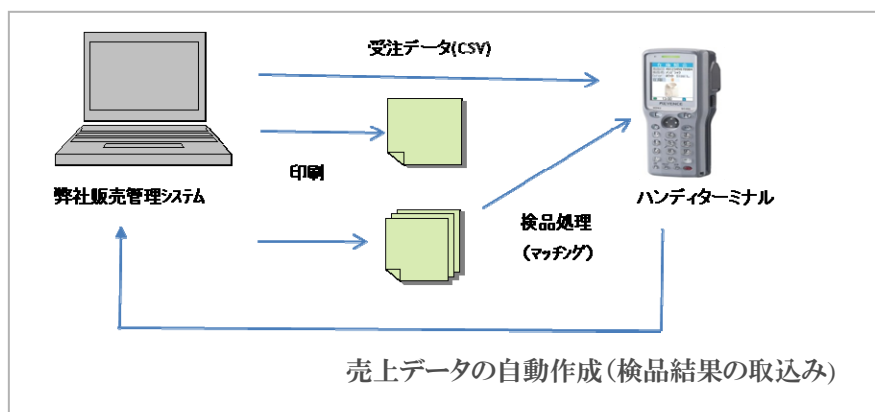 受注データ(CSV)
印刷
弊社販売管理システム
ハンディターミナル
検品処理
(マッチング)
売上データの自動作成(検品結果の取込み)